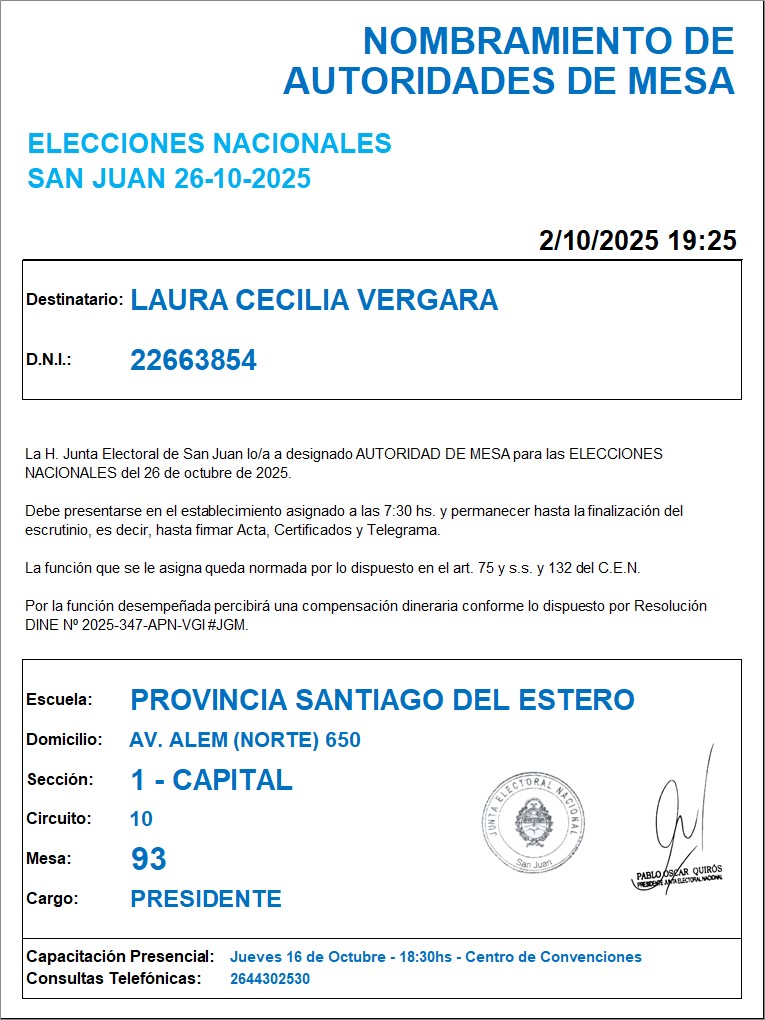 NOMBRAMIENTO DE
AUTORIDADES DE MESA
ELECCIONES NACIONALES
SAN JUAN 26-10-2025
2/10/2025 19:25
Destinatario: LAURA CECILIA VERGARA
D.N.I.: 22663854
La H. Junta Electoral de San Juan lo/a a designado AUTORIDAD DE MESA para las ELECCIONES
NACIONALES del 26 de octubre de 2025.
Debe presentarse en el establecimiento asignado a las 7:30 hs. y permanecer hasta la finalización del
escrutinio, es decir, hasta firmar Acta, Certificados y Telegrama.
La función que se le asigna queda normada por lo dispuesto en el art. 75 y s.s. y 132 del C.E.N.
Por la función desempeñada percibirá una compensación dineraria conforme lo dispuesto por Resolución
DINE Nº 2025-347-APN-VGI#JGM.
Escuela: PROVINCIA SANTIAGO DEL ESTERO
Domicilio: AV. ALEM (NORTE) 650
Sección: 1 - CAPITAL
Circuito: 10
Mesa: 93
Cargo: PRESIDENTE
JUNTA ELECTORAL NACIONAL
San Juan
PABLO OSCAR QUIRÓS
PRESIDENTE JUNTA ELECTORAL NACIONAL
Capacitación Presencial: Jueves 16 de Octubre - 18:30hs - Centro de Convenciones
Consultas Telefónicas: 2644302530